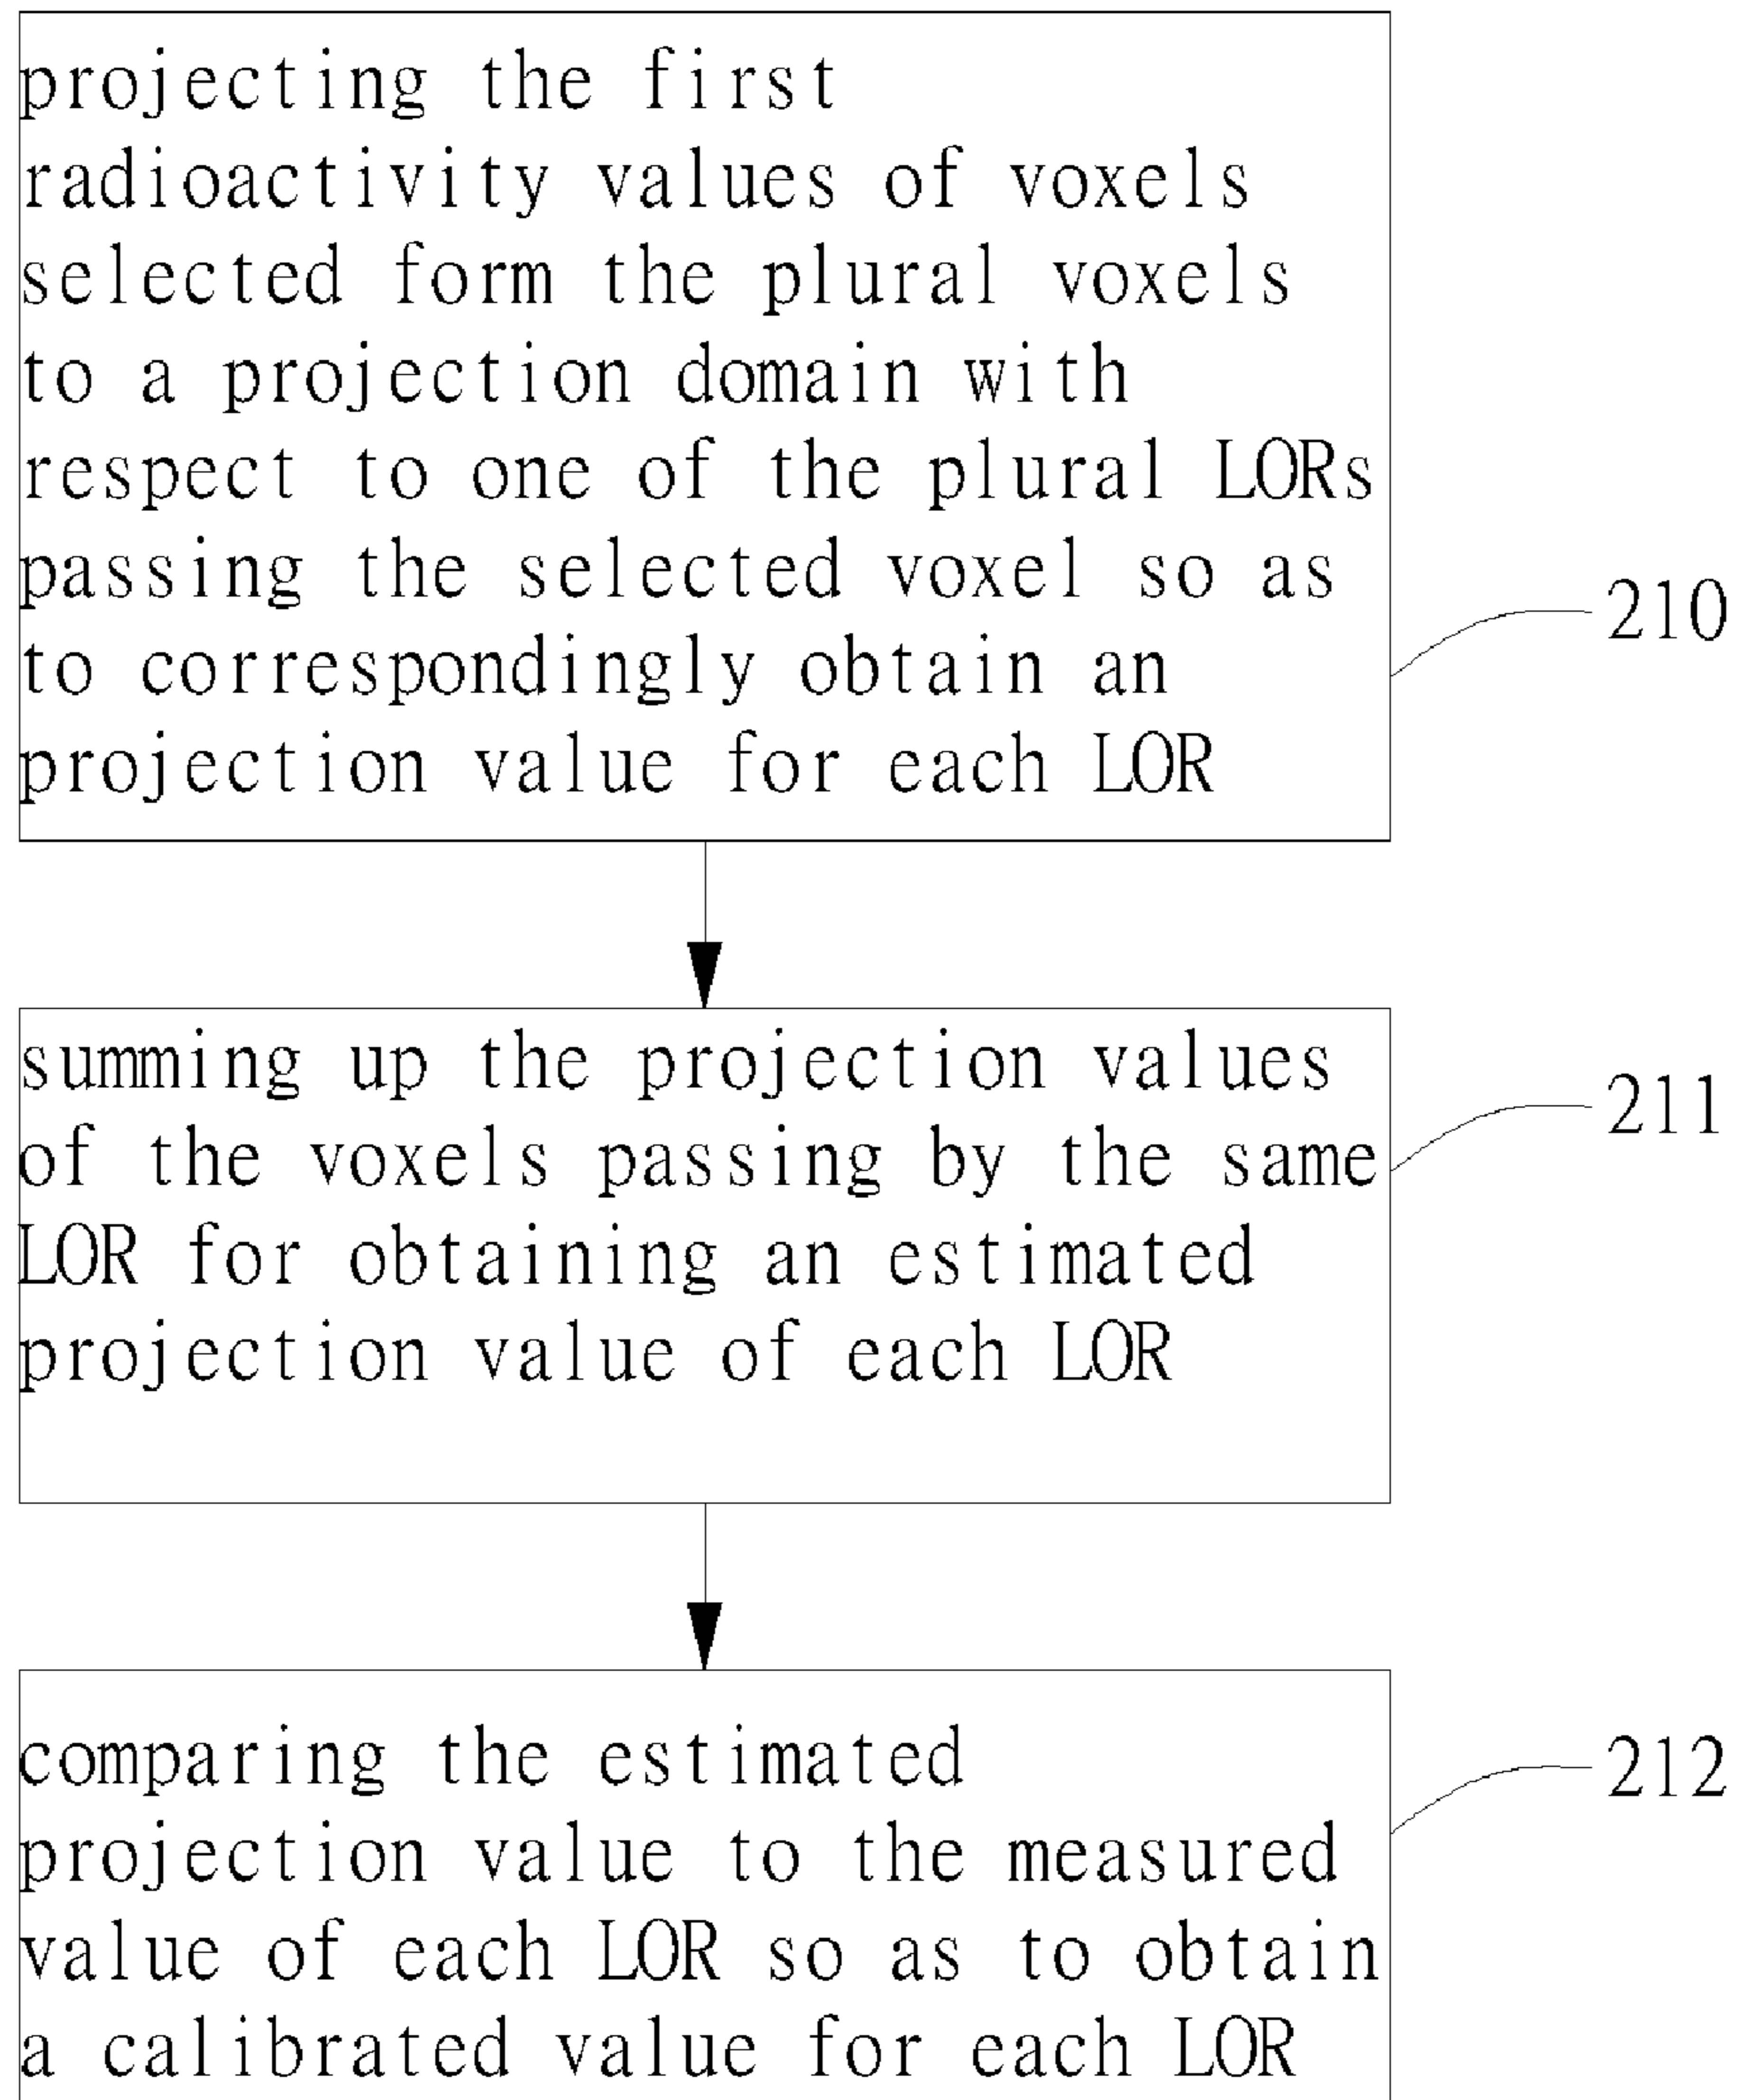 projecting the first
radioactivity values of voxels
selected form the plural voxels
to a projection domain with
respect to one of the plural LORs
passing the selected voxel so as
to correspondingly obtain an
projection value for each LOR
210
summing up the projection values
of the voxels passing by the same
LOR for obtaining an estimated
projection value of each LOR
211
comparing the estimated
projection value to the measured
value of each LOR so as to obtain
a calibrated value for each LOR
212